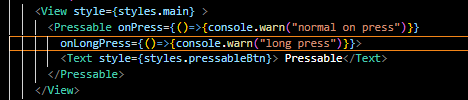 <View style={styles.main} >
<Pressable onPress={()=>{console.warn("normal on press")}}
onLongPress={()=>{console.warn("long press")}}>
<Text style={styles.pressableBtn}> Pressable</Text>
</Pressable>
</View>